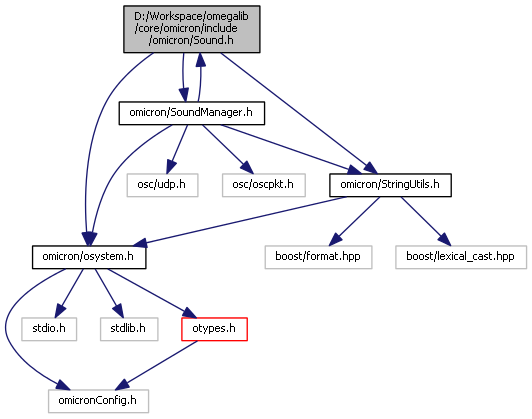 D:/Workspace/omegalib
/core/omicron/include
/omicron/Sound.h
omicron/SoundManager.h
osc/udp.h
osc/oscpkt.h
omicron/StringUtils.h
omicron/osystem.h
boost/format.hpp
boost/lexical_cast.hpp
stdio.h
stdlib.h
otypes.h
omicronConfig.h